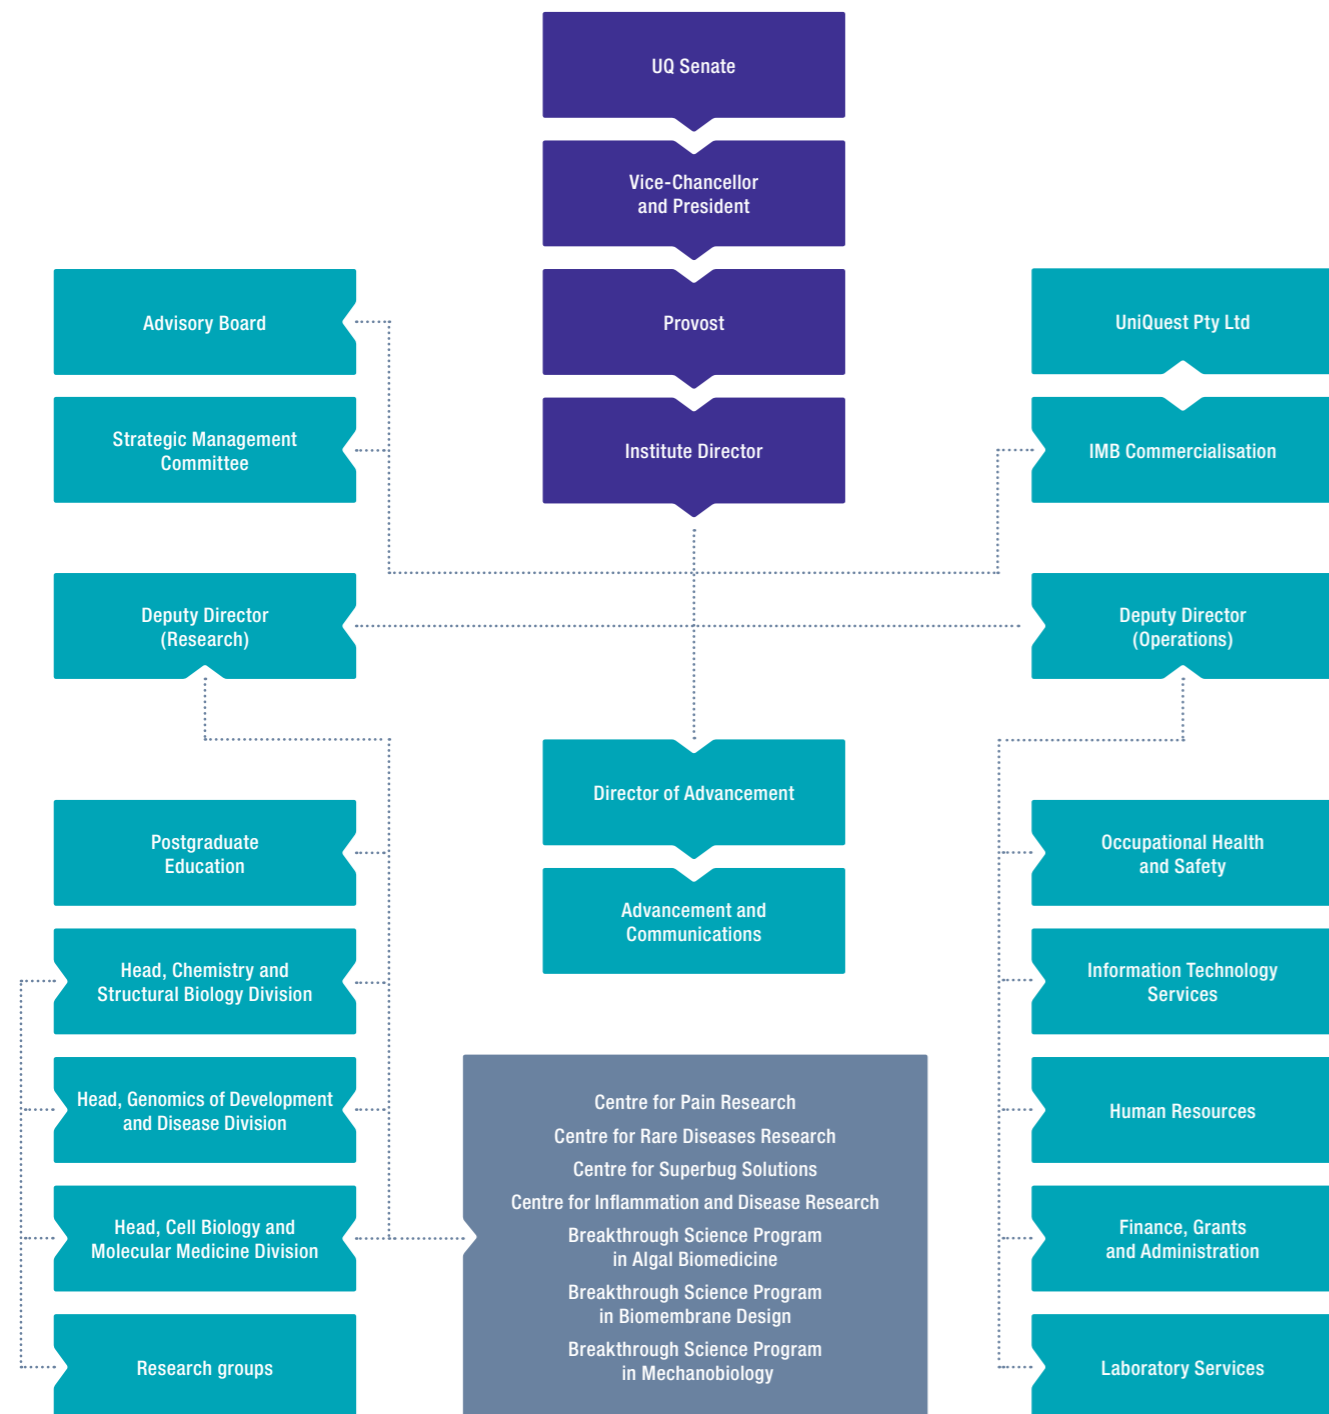 UQ Senate
Vice-Chancellor
and President
Advisory Board
Provost
UniQuest Pty Ltd
Strategic Management
Committee
Institute Director
IMB Commercialisation
Deputy Director
(Research)
Deputy Director
(Operations)
Director of Advancement
Postgraduate
Education
Occupational Health
and Safety
Advancement and
Communications
Head, Chemistry and
Structural Biology Division
Information Technology
Services
Head, Genomics of Development
and Disease Division
Human Resources
Head, Cell Biology and
Molecular Medicine Division
Finance, Grants
and Administration
Research groups
Laboratory Services
Centre for Pain Research
Centre for Rare Diseases Research
Centre for Superbug Solutions
Centre for Inflammation and Disease Research
Breakthrough Science Program
in Algal Biomedicine
Breakthrough Science Program
in Biomembrane Design
Breakthrough Science Program
in Mechanobiology